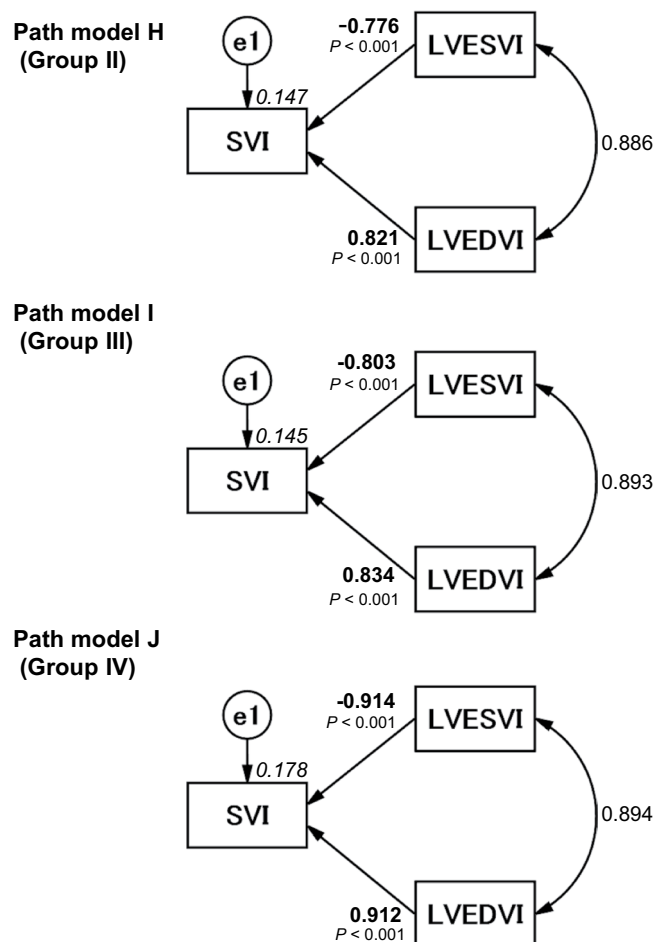 Path model H
(Group II)
e1
-0.776
P < 0.001
LVESVI
0.147
SVI
0.886
0.821
P < 0.001
LVEDVI
Path model I
(Group III)
e1
-0.803
P < 0.001
LVESVI
0.145
SVI
0.893
0.834
P < 0.001
LVEDVI
Path model J
(Group IV)
e1
-0.914
P < 0.001
LVESVI
0.178
SVI
0.894
0.912
P < 0.001
LVEDVI